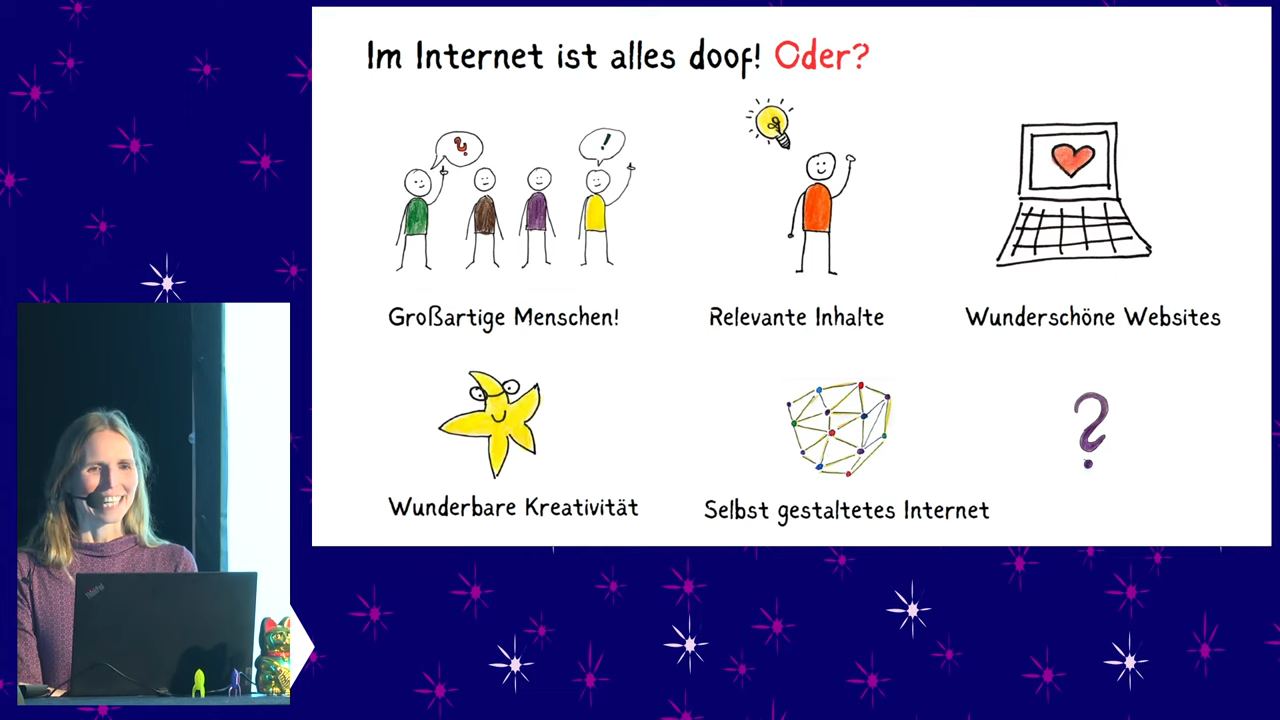 Im Internet ist alles doof! Oder?
?
!
Großartige Menschen!
Relevante Inhalte
Wunderschöne Websites
?
Wunderbare Kreativität
Selbst gestaltetes Internet